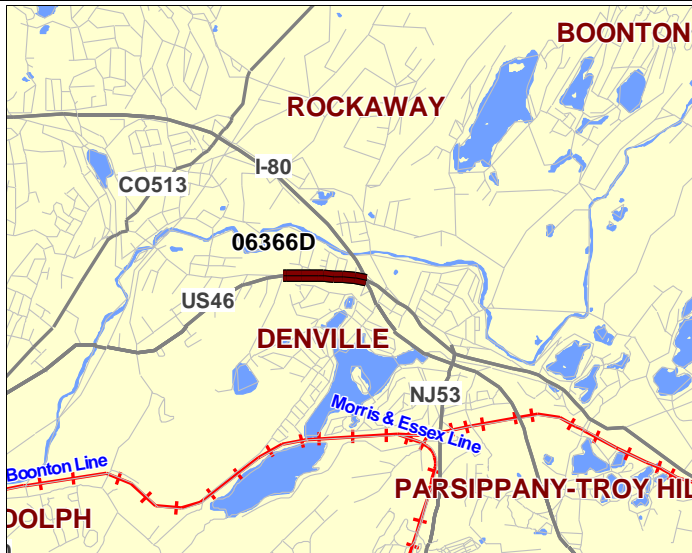 BOONTON
ROCKAWAY
I-80
CO513
06366D
US46
DENVILLE
NJ53
Morris & Essex Line
Boonton Line
PARSIPPANY-TROY HIL
DOLPH